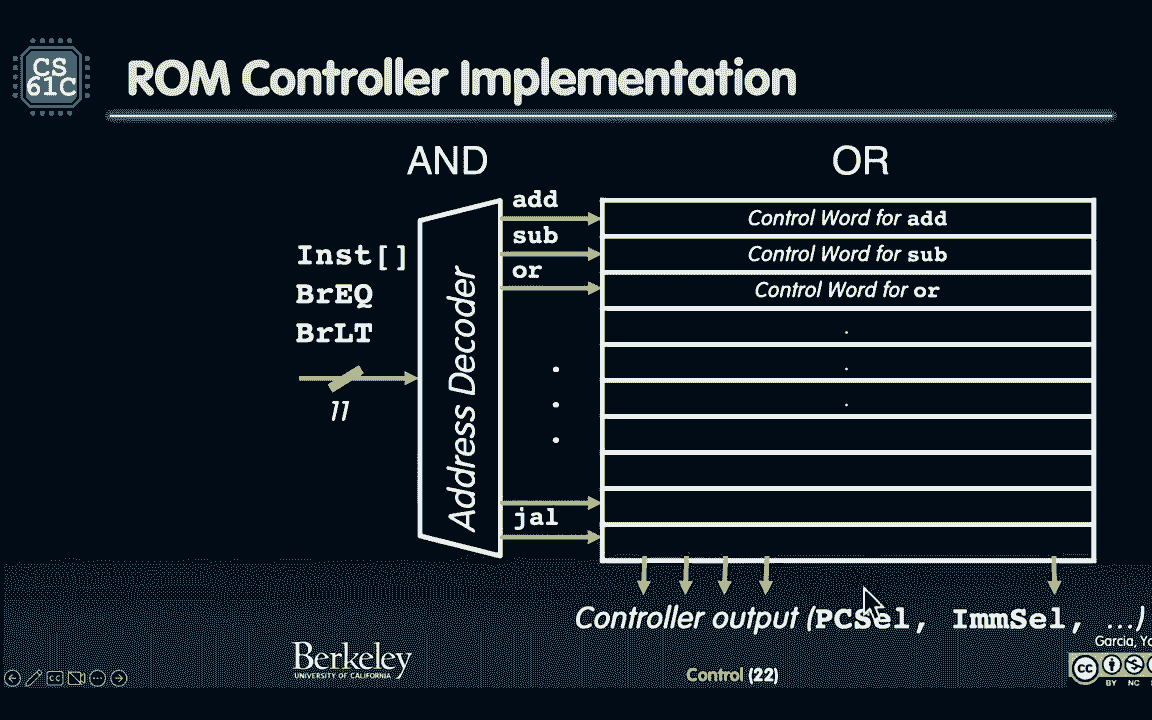 CS
61C
ROM Controller Implementation
AND
OR
add
Control Word for add
sub
Control Word for sub
or
Control Word for or
Inst[]
BrEQ
BrLT
11
Address Decoder
.
.
.
.
.
.
jal
Controller output (PCSel, ImmSel, ...)
Garcia,
Berkeley
UNIVERSITY OF CALIFORNIA
Control (22)
cc
cc
BY NC